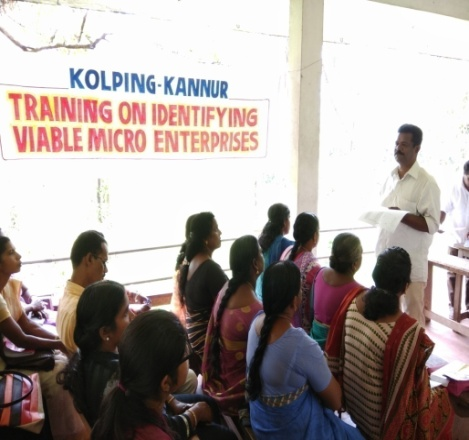 KOLPING-KANNUR
TRAINING ON IDENTIFYING
VIABLE MICRO ENTERPRISES